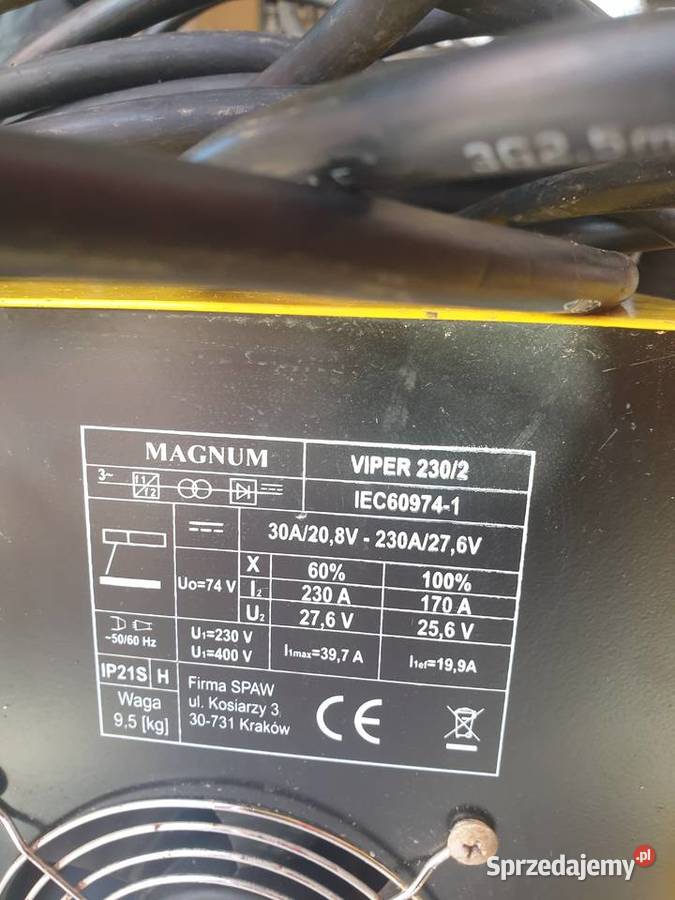 3G2.5m
MAGNUM
VIPER 230/2
3~
f1
f2
IEC60974-1
30A/20,8V - 230A/27,6V
X
60%
100%
Uo=74 V
I2
230 A
170 A
U2
27,6 V
25,6 V
~50/60 Hz
U1=230 V
U1=400 V
I1max=39,7 A
I1ef=19,9A
IP21S
H
Waga
9,5 [kg]
Firma SPAW
ul. Kosiarzy 3
30-731 Kraków
CE
Sprzedajemy.pl